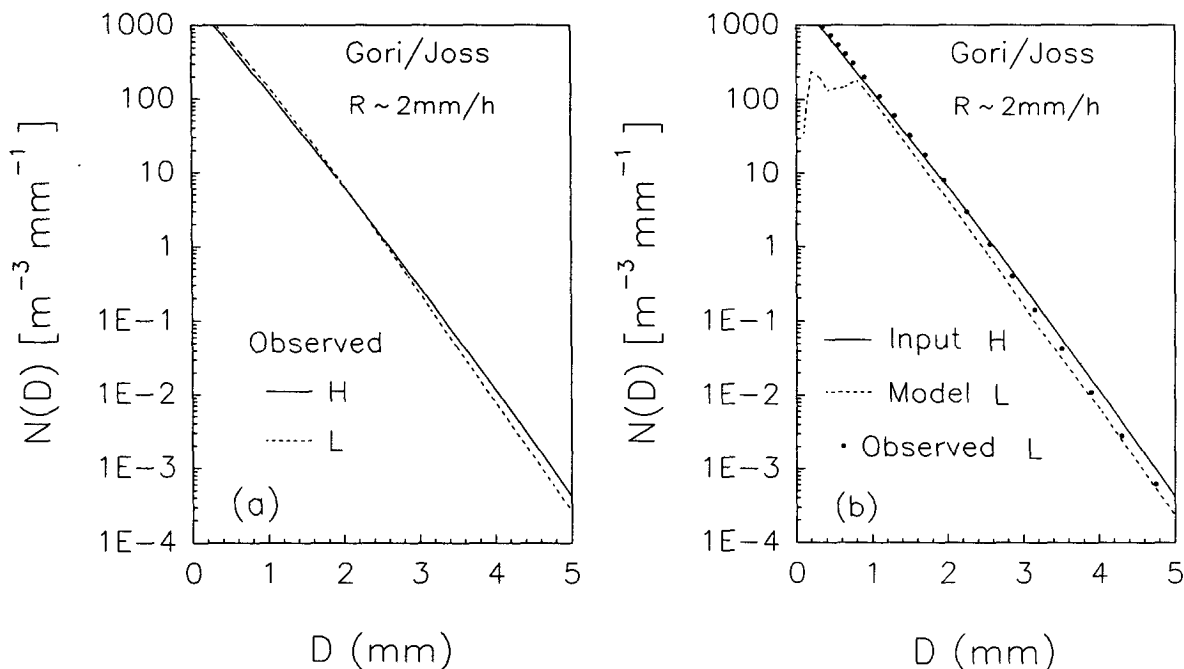 1000
100
10
1
1E-1
1E-2
1E-3
1E-4
N(D) [m⁻³ mm⁻¹]
Gori/Joss
R ~ 2mm/h
Observed
H
L
(a)
0 1 2 3 4 5
D (mm)
1000
100
10
1
1E-1
1E-2
1E-3
1E-4
N(D) [m⁻³ mm⁻¹]
Gori/Joss
R ~ 2mm/h
Input H
Model L
Observed L
(b)
0 1 2 3 4 5
D (mm)